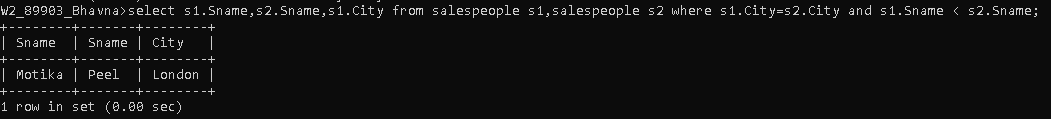 W2_89903_Bhavna>select s1.Sname,s2.Sname,s1.City from salespeople s1,salespeople s2 where s1.City=s2.City and s1.Sname < s2.Sname;
+--------+-------+--------+
| Sname  | Sname | City   |
+--------+-------+--------+
| Motika | Peel  | London |
+--------+-------+--------+
1 row in set (0.00 sec)